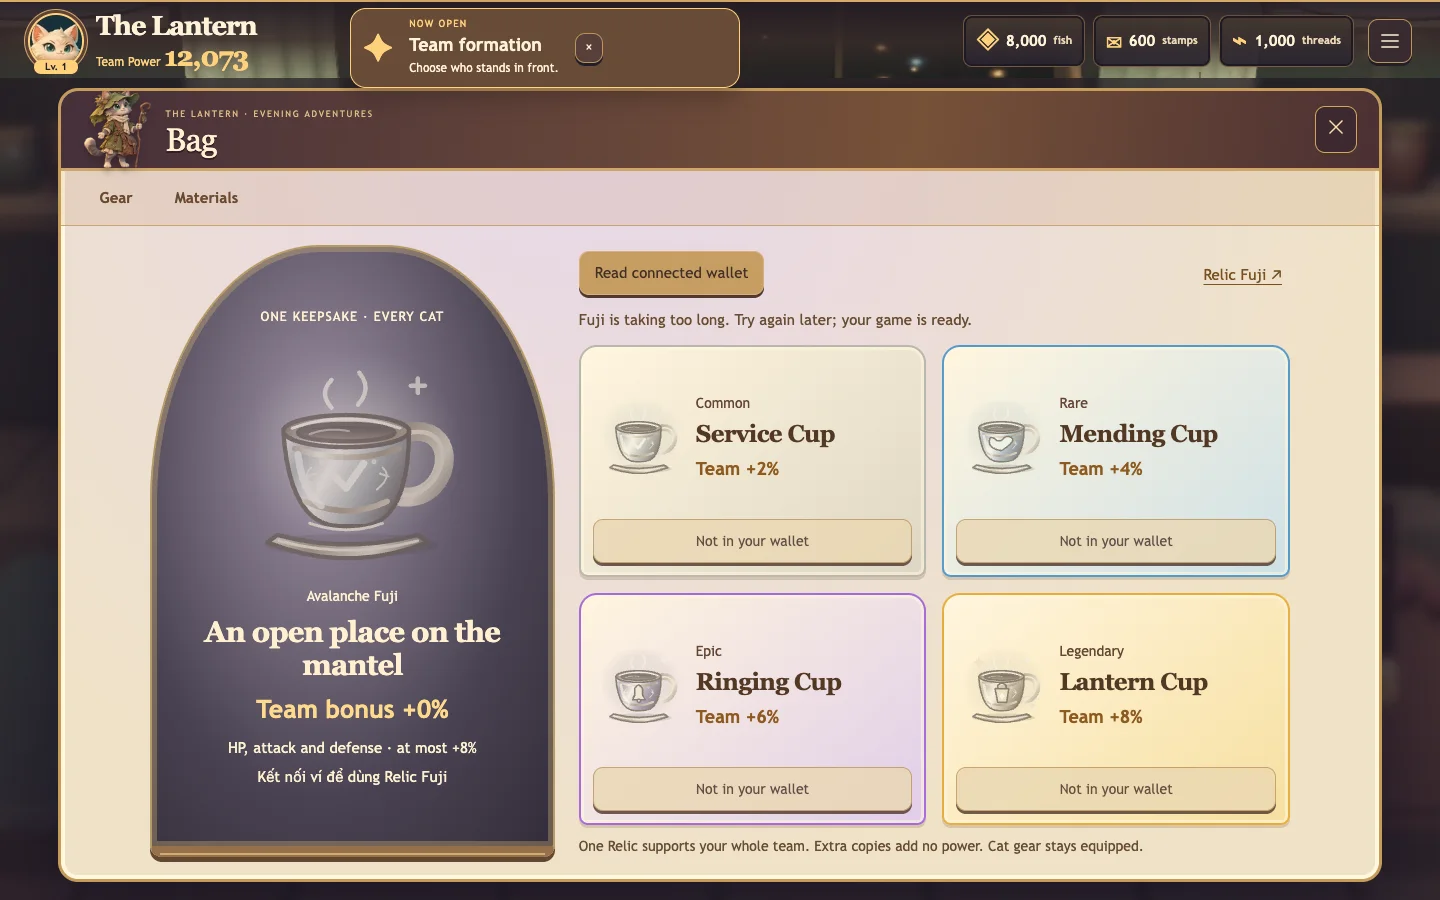 The Lantern
Team Power 12,073
Lv. 1
NOW OPEN
Team formation
Choose who stands in front.
×
8,000 fish
600 stamps
1,000 threads
THE LANTERN · EVENING ADVENTURES
Bag
Gear
Materials
ONE KEEPSAKE · EVERY CAT
Avalanche Fuji
An open place on the
mantel
Team bonus +0%
HP, attack and defense · at most +8%
Kết nối ví để dùng Relic Fuji
Read connected wallet
Relic Fuji ↗
Fuji is taking too long. Try again later; your game is ready.
Common
Service Cup
Team +2%
Not in your wallet
Rare
Mending Cup
Team +4%
Not in your wallet
Epic
Ringing Cup
Team +6%
Not in your wallet
Legendary
Lantern Cup
Team +8%
Not in your wallet
One Relic supports your whole team. Extra copies add no power. Cat gear stays equipped.